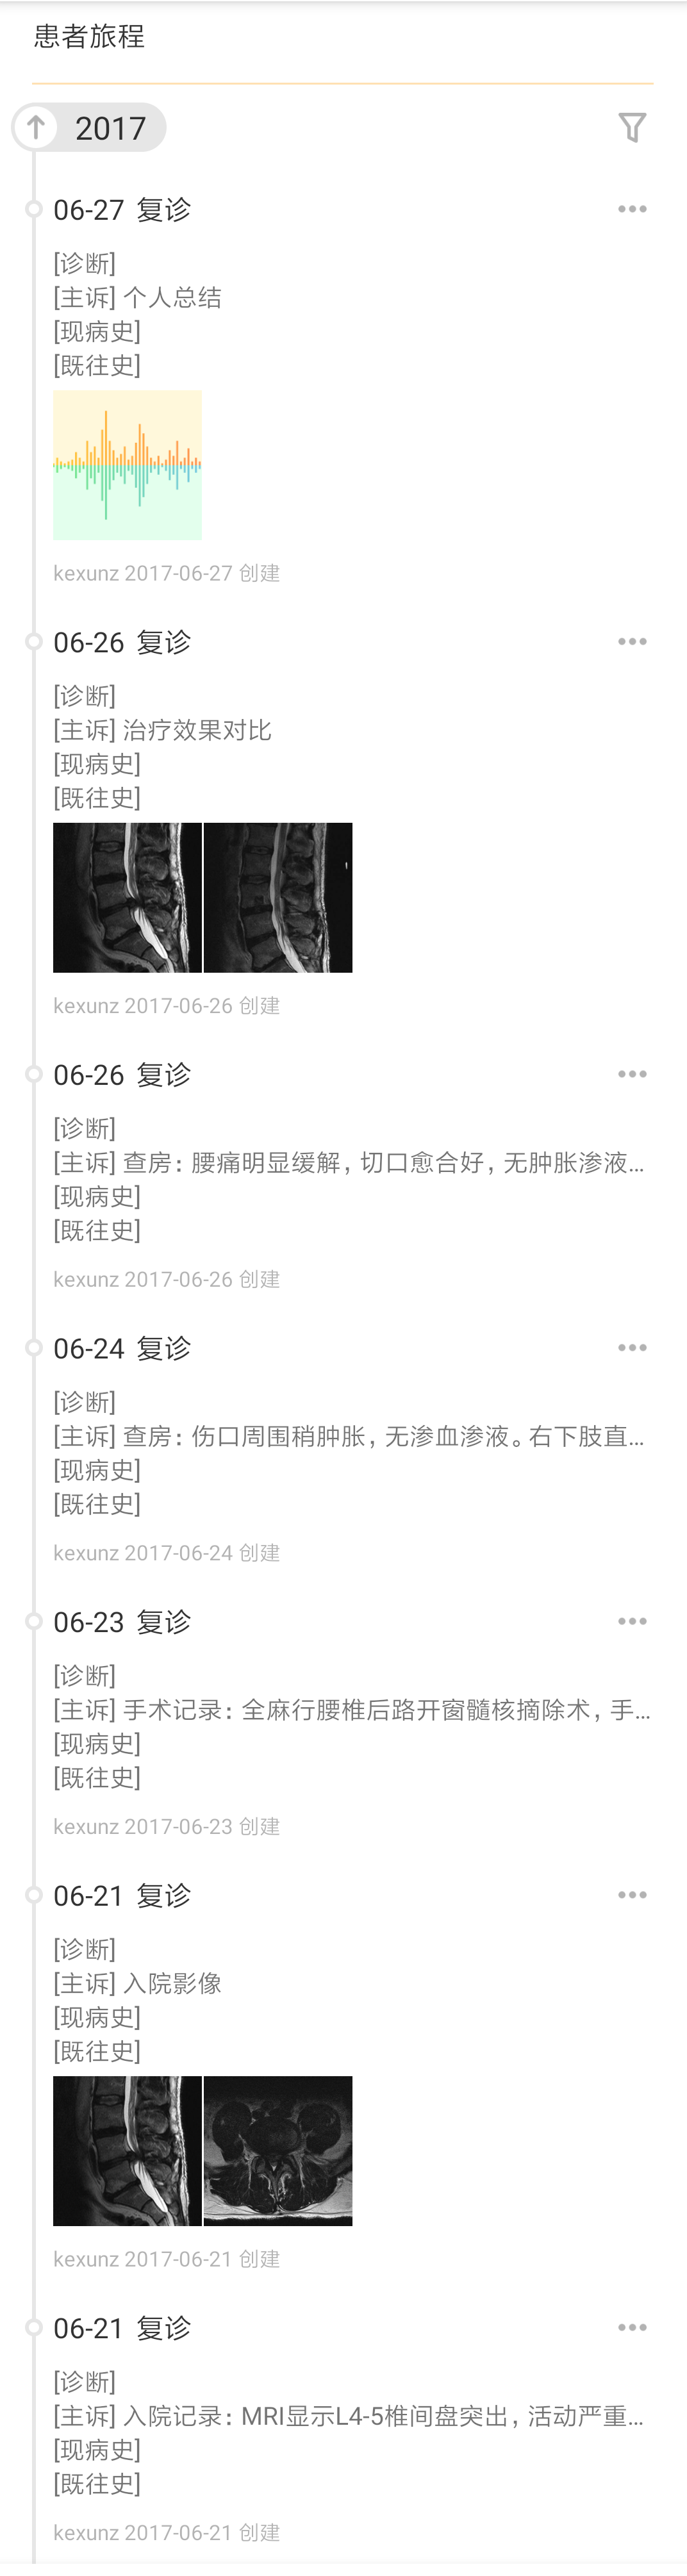 患者旅程
2017
06-27 复诊
[诊断]
[主诉] 个人总结
[现病史]
[既往史]
kexunz 2017-06-27 创建
06-26 复诊
[诊断]
[主诉] 治疗效果对比
[现病史]
[既往史]
kexunz 2017-06-26 创建
06-26 复诊
[诊断]
[主诉] 查房：腰痛明显缓解，切口愈合好，无肿胀渗液...
[现病史]
[既往史]
kexunz 2017-06-26 创建
06-24 复诊
[诊断]
[主诉] 查房：伤口周围稍肿胀，无渗血渗液。右下肢直...
[现病史]
[既往史]
kexunz 2017-06-24 创建
06-23 复诊
[诊断]
[主诉] 手术记录：全麻行腰椎后路开窗髓核摘除术，手...
[现病史]
[既往史]
kexunz 2017-06-23 创建
06-21 复诊
[诊断]
[主诉] 入院影像
[现病史]
[既往史]
kexunz 2017-06-21 创建
06-21 复诊
[诊断]
[主诉] 入院记录：MRI显示L4-5椎间盘突出，活动严重...
[现病史]
[既往史]
kexunz 2017-06-21 创建